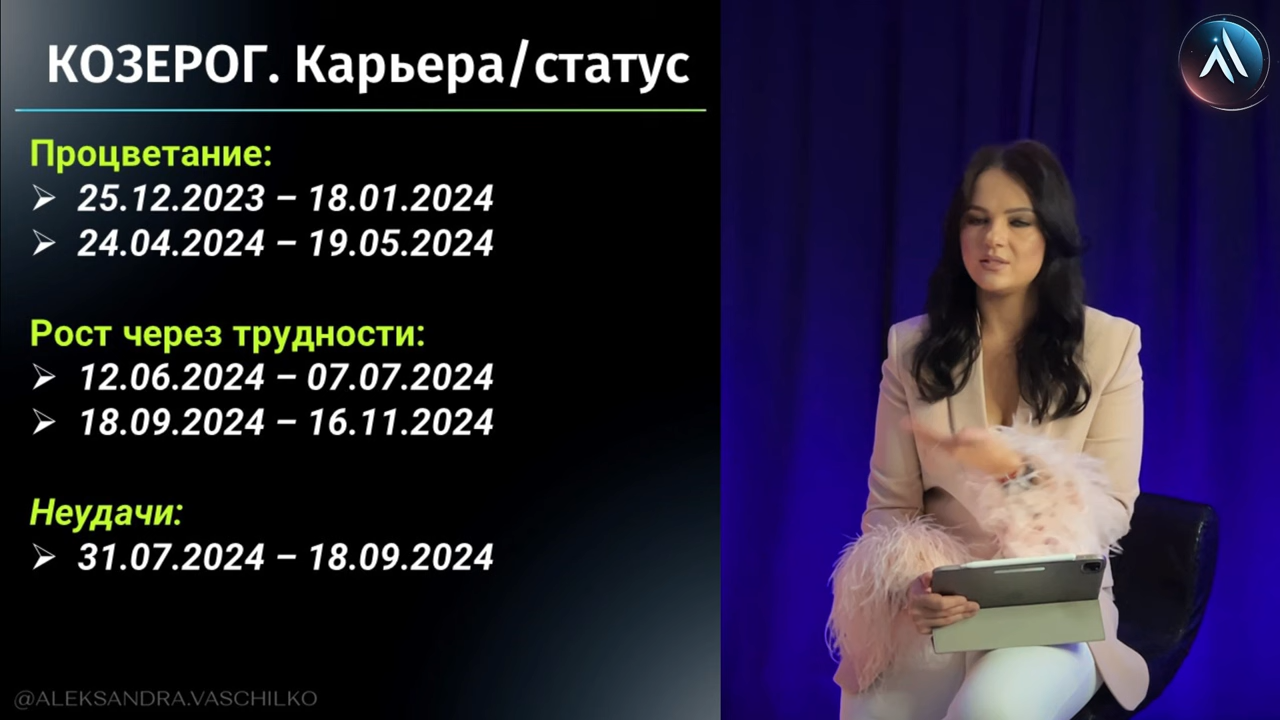 КОЗЕРОГ. Карьера/статус
Процветание:
➢ 25.12.2023 – 18.01.2024
➢ 24.04.2024 – 19.05.2024
Рост через трудности:
➢ 12.06.2024 – 07.07.2024
➢ 18.09.2024 – 16.11.2024
Неудачи:
➢ 31.07.2024 – 18.09.2024
@ALEKSANDRA.VASCHILKO